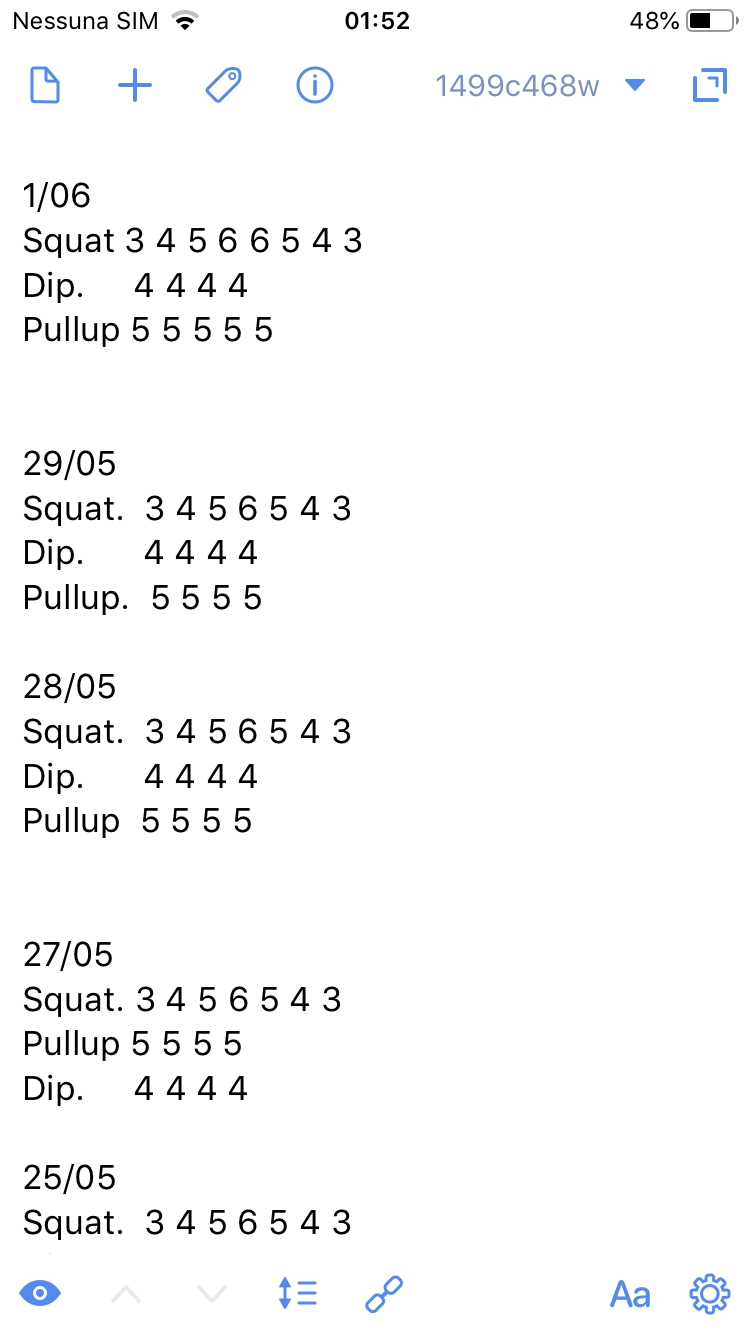 Nessuna SIM 01:52 48%
1499c468w
1/06
Squat 3 4 5 6 6 5 4 3
Dip. 4 4 4 4
Pullup 5 5 5 5 5
29/05
Squat. 3 4 5 6 5 4 3
Dip. 4 4 4 4
Pullup. 5 5 5 5
28/05
Squat. 3 4 5 6 5 4 3
Dip. 4 4 4 4
Pullup 5 5 5 5
27/05
Squat. 3 4 5 6 5 4 3
Pullup 5 5 5 5
Dip. 4 4 4 4
25/05
Squat. 3 4 5 6 5 4 3
Aa